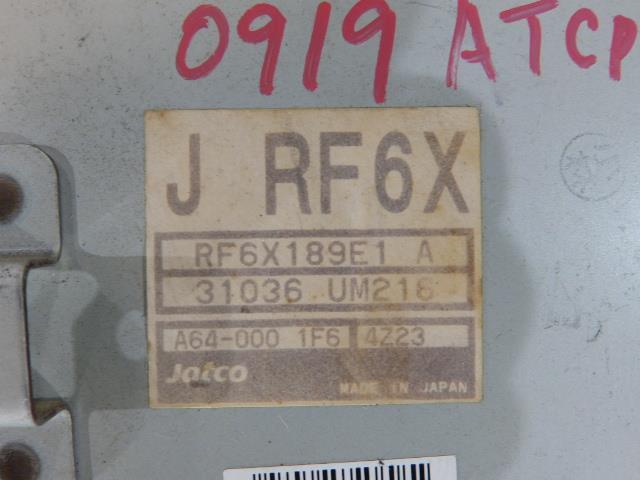 0919 ATCP
J RF6X
RF6X189E1 A
31036 UM216
A64-000 1F6 4Z23
Jatco
MADE IN JAPAN